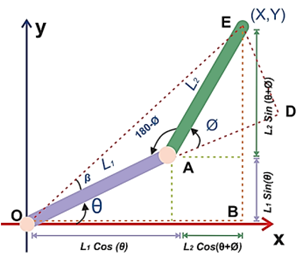 y
E (X,Y)
L₂
L₂ Sin (θ+Ø)
180-Ø
Ø
D
L₁
β
A
L₁ Sin(θ)
O
θ
B
x
L₁ Cos (θ)
L₂ Cos(θ+Ø)